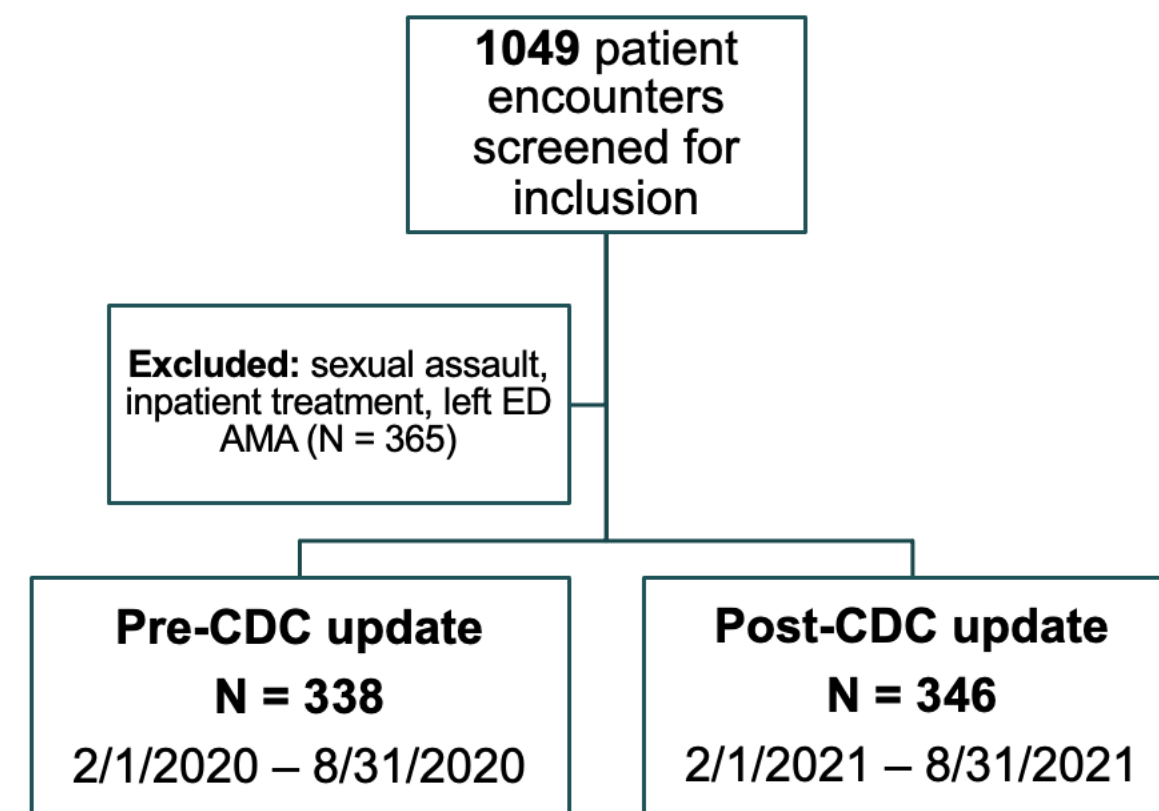 1049 patient
encounters
screened for
inclusion
Excluded: sexual assault,
inpatient treatment, left ED
AMA (N = 365)
Pre-CDC update
N = 338
2/1/2020 – 8/31/2020
Post-CDC update
N = 346
2/1/2021 – 8/31/2021